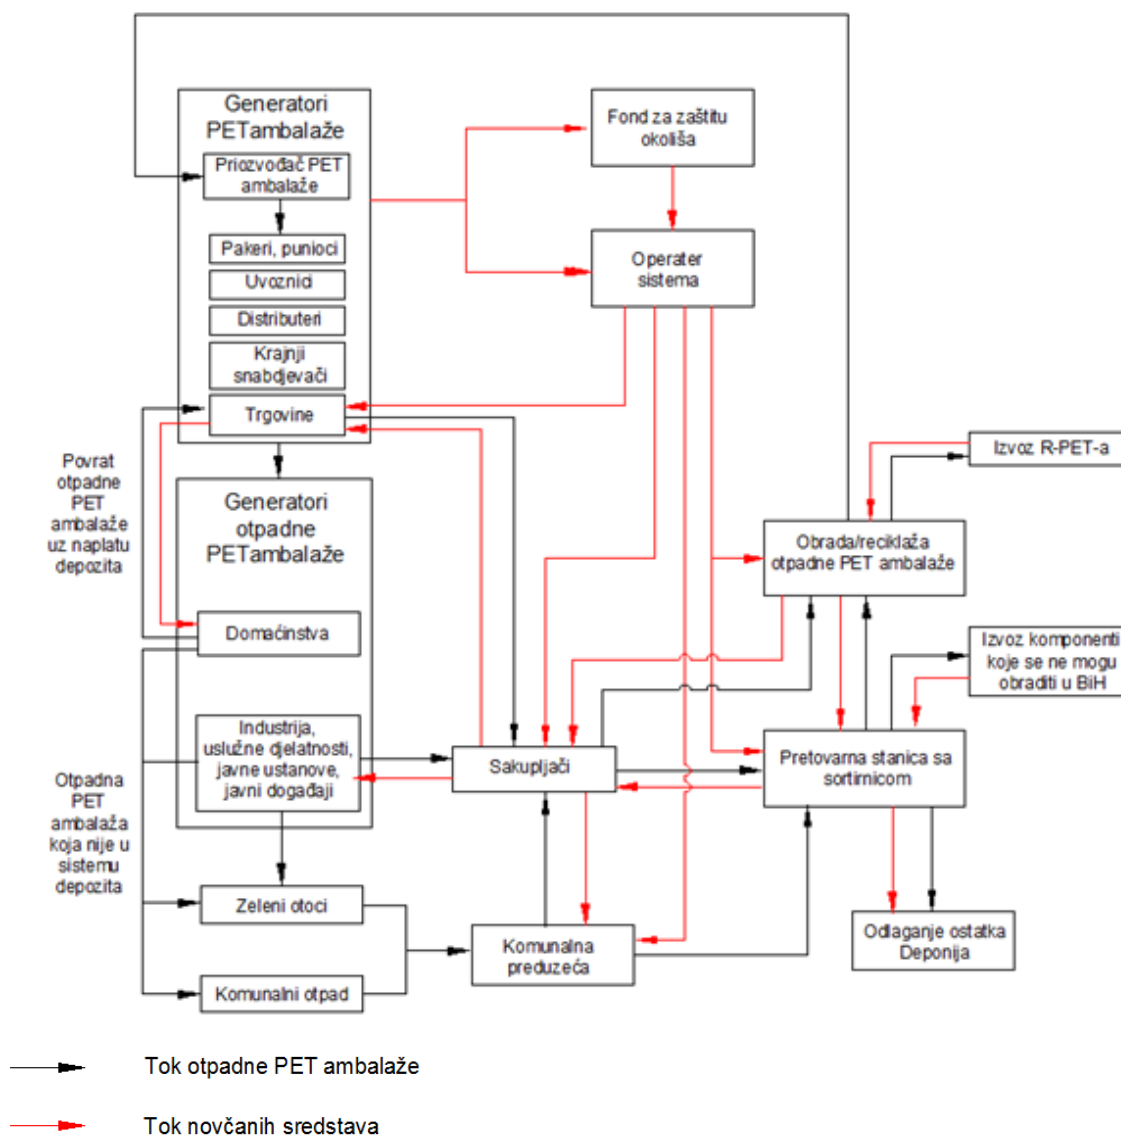 Generatori
PETambalaže
Priozvođač PET
ambalaže
Pakeri, punioci
Uvoznici
Distributeri
Krajnji
snabdjevači
Trgovine
Fond za zaštitu
okoliša
Operater
sistema
Povrat
otpadne
PET
ambalaže
uz naplatu
depozita
Generatori
otpadne
PETambalaže
Domaćinstva
Industrija,
uslužne djelatnosti,
javne ustanove,
javni događaji
Otpadna
PET
ambalaža
koja nije u
sistemu
depozita
Zeleni otoci
Komunalni otpad
Sakupljači
Komunalna
preduzeća
Izvoz R-PET-a
Obrada/reciklaža
otpadne PET ambalaže
Izvoz komponenti
koje se ne mogu
obraditi u BiH
Pretovarna stanica sa
sortirnicom
Odlaganje ostatka
Deponija
Tok otpadne PET ambalaže
Tok novčanih sredstava